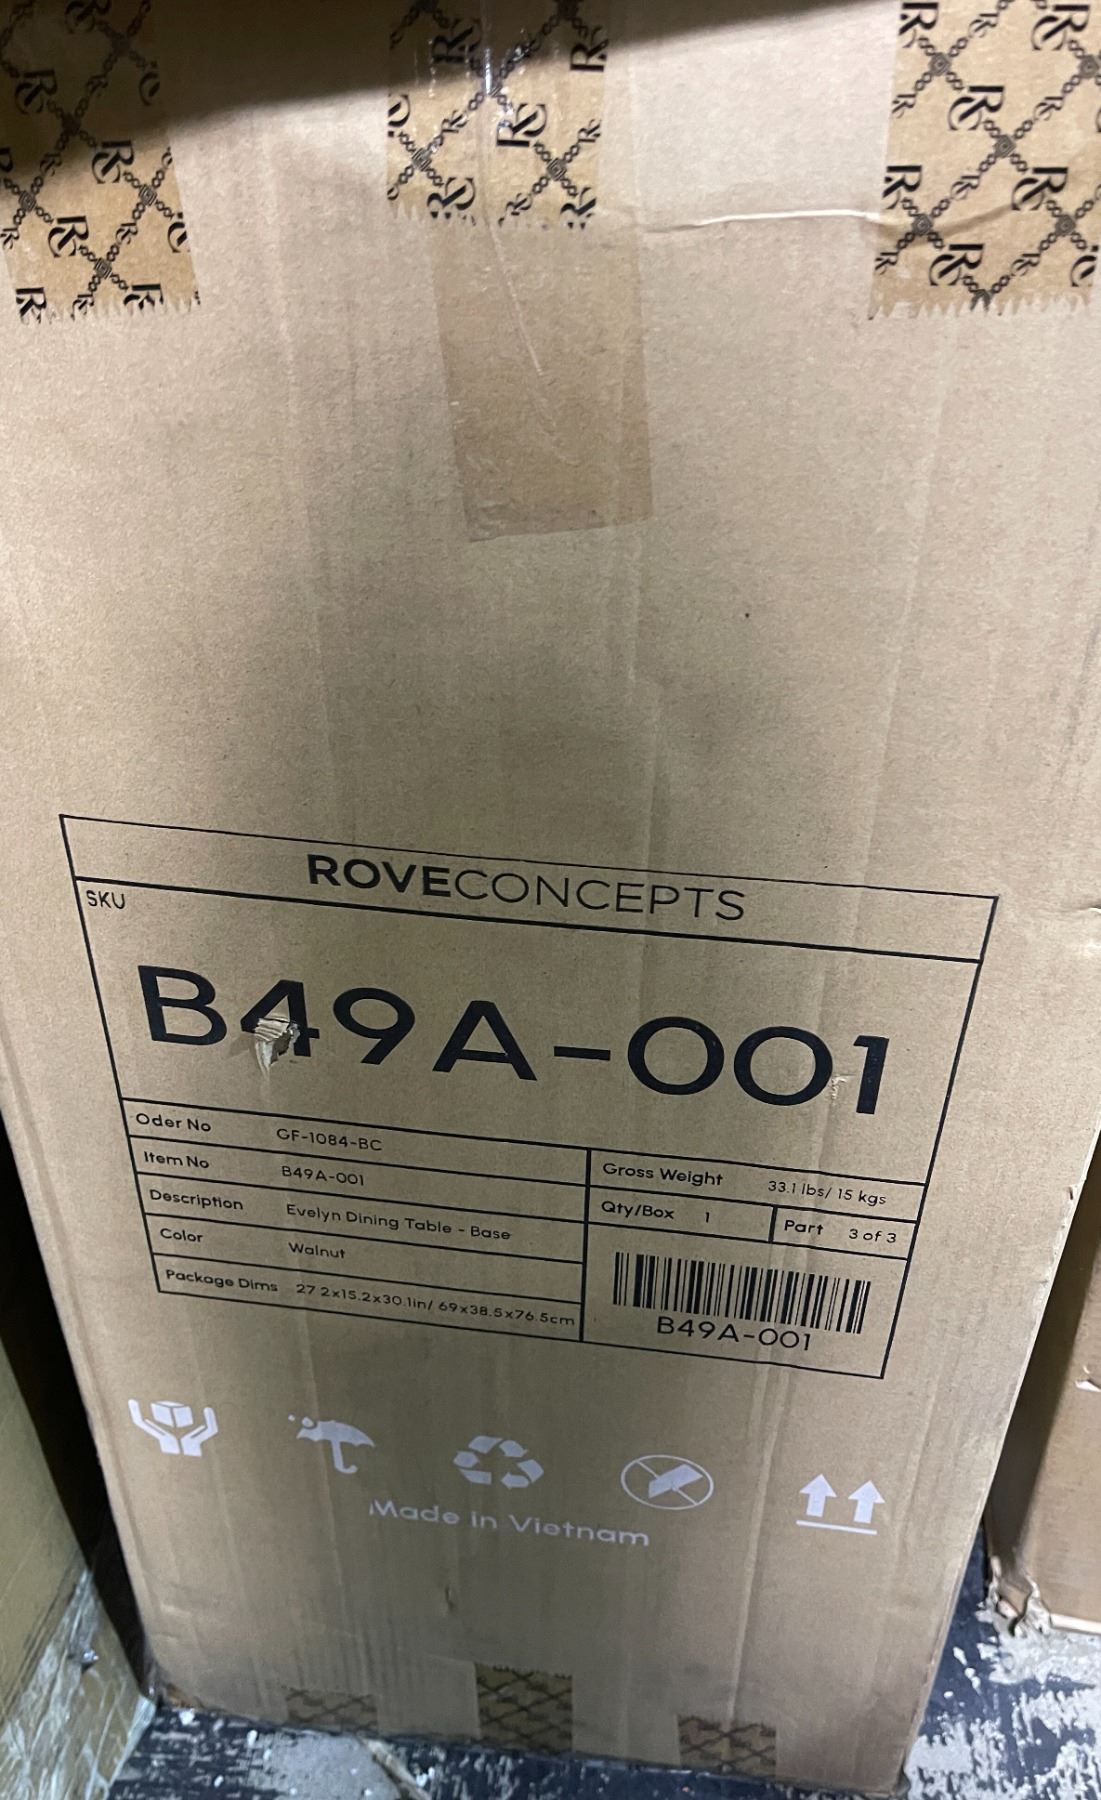 ROVECONCEPTS
SKU
B49A-001
Oder No GF-1084-BC
Item No B49A-001
Description Evelyn Dining Table - Base
Color Walnut
Package Dims 27.2x15.2x30.1in/ 69x38.5x76.5cm
Gross Weight 33.1 lbs/ 15 kgs
Qty/Box 1 Part 3 of 3
B49A-001
Made in Vietnam